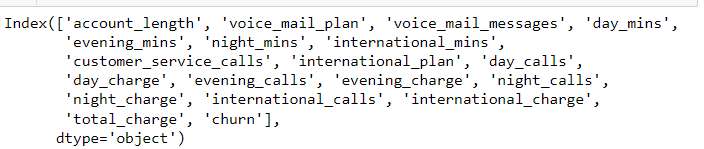 Index(['account_length', 'voice_mail_plan', 'voice_mail_messages', 'day_mins',
'evening_mins', 'night_mins', 'international_mins',
'customer_service_calls', 'international_plan', 'day_calls',
'day_charge', 'evening_calls', 'evening_charge', 'night_calls',
'night_charge', 'international_calls', 'international_charge',
'total_charge', 'churn'],
dtype='object')